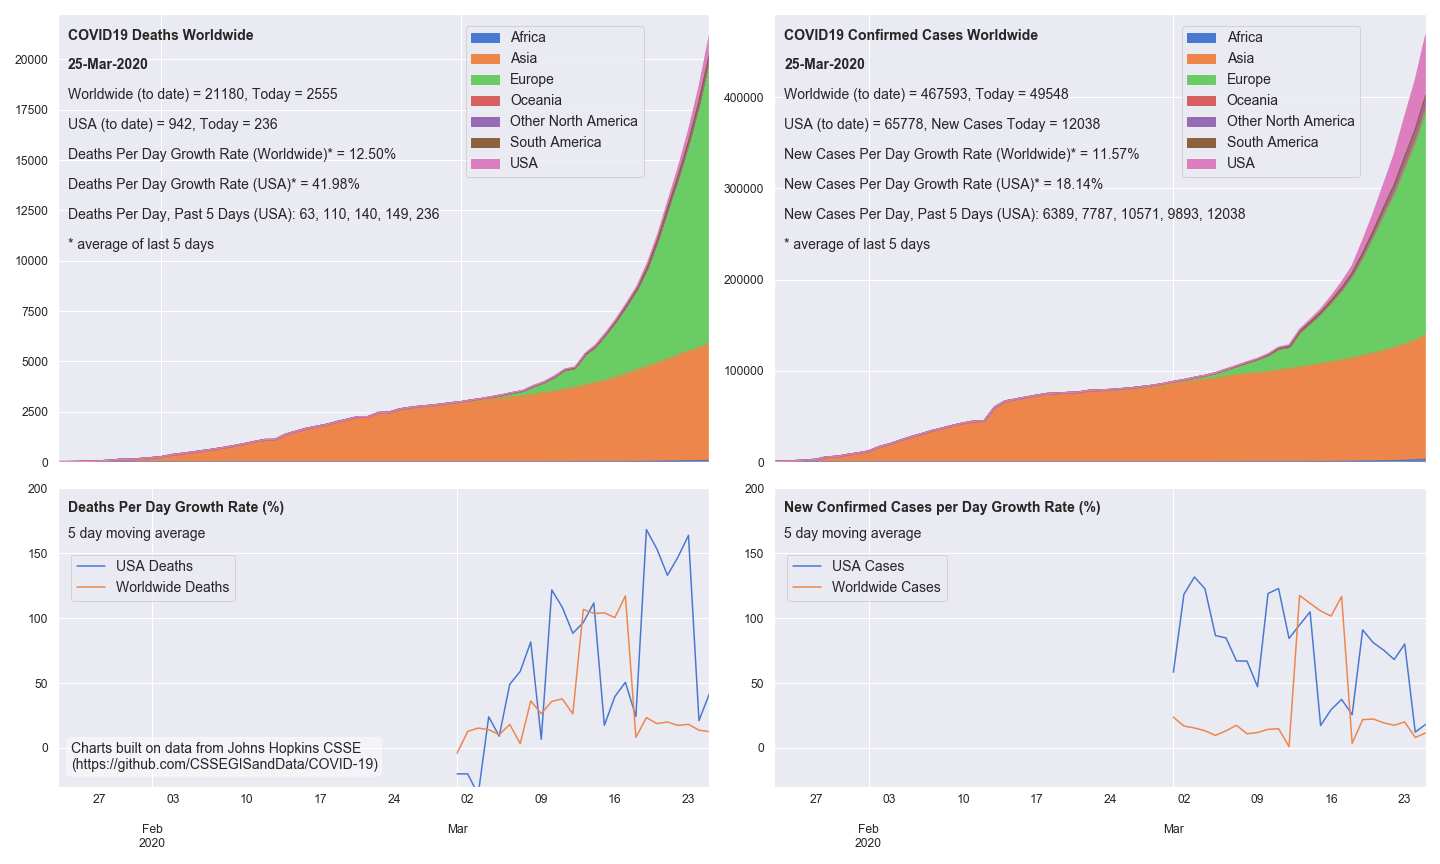 COVID19 Deaths Worldwide
25-Mar-2020
Worldwide (to date) = 21180, Today = 2555
USA (to date) = 942, Today = 236
Deaths Per Day Growth Rate (Worldwide)* = 12.50%
Deaths Per Day Growth Rate (USA)* = 41.98%
Deaths Per Day, Past 5 Days (USA): 63, 110, 140, 149, 236
* average of last 5 days
Africa
Asia
Europe
Oceania
Other North America
South America
USA
20000
17500
15000
12500
10000
7500
5000
2500
0
COVID19 Confirmed Cases Worldwide
25-Mar-2020
Worldwide (to date) = 467593, Today = 49548
USA (to date) = 65778, New Cases Today = 12038
New Cases Per Day Growth Rate (Worldwide)* = 11.57%
New Cases Per Day Growth Rate (USA)* = 18.14%
New Cases Per Day, Past 5 Days (USA): 6389, 7787, 10571, 9893, 12038
* average of last 5 days
Africa
Asia
Europe
Oceania
Other North America
South America
USA
400000
300000
200000
100000
0
Deaths Per Day Growth Rate (%)
5 day moving average
USA Deaths
Worldwide Deaths
200
150
100
50
0
Charts built on data from Johns Hopkins CSSE
(https://github.com/CSSEGISandData/COVID-19)
27 03 10 17 24 02 09 16 23
Feb Mar
2020
New Confirmed Cases per Day Growth Rate (%)
5 day moving average
USA Cases
Worldwide Cases
200
150
100
50
0
27 03 10 17 24 02 09 16 23
Feb Mar
2020